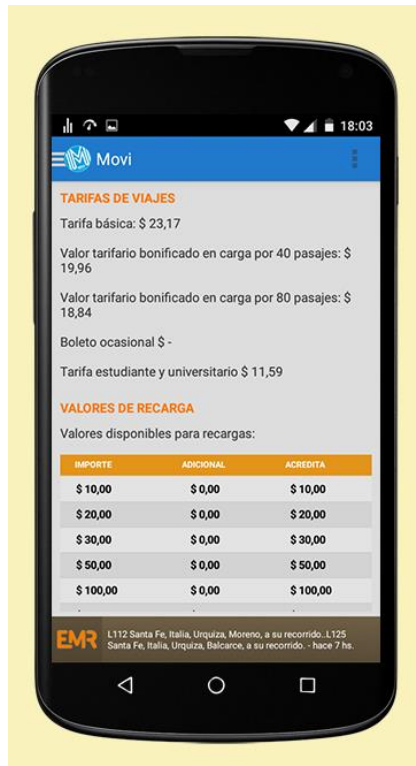 18:03
Movi
TARIFAS DE VIAJES
Tarifa básica: $ 23,17
Valor tarifario bonificado en carga por 40 pasajes: $
19,96
Valor tarifario bonificado en carga por 80 pasajes: $
18,84
Boleto ocasional $ -
Tarifa estudiante y universitario $ 11,59
VALORES DE RECARGA
Valores disponibles para recargas:
IMPORTE ADICIONAL ACREDITA
$ 10,00 $ 0,00 $ 10,00
$ 20,00 $ 0,00 $ 20,00
$ 30,00 $ 0,00 $ 30,00
$ 50,00 $ 0,00 $ 50,00
$ 100,00 $ 0,00 $ 100,00
EMR
L112 Santa Fe, Italia, Urquiza, Moreno, a su recorrido..L125
Santa Fe, Italia, Urquiza, Balcarce, a su recorrido. - hace 7 hs.